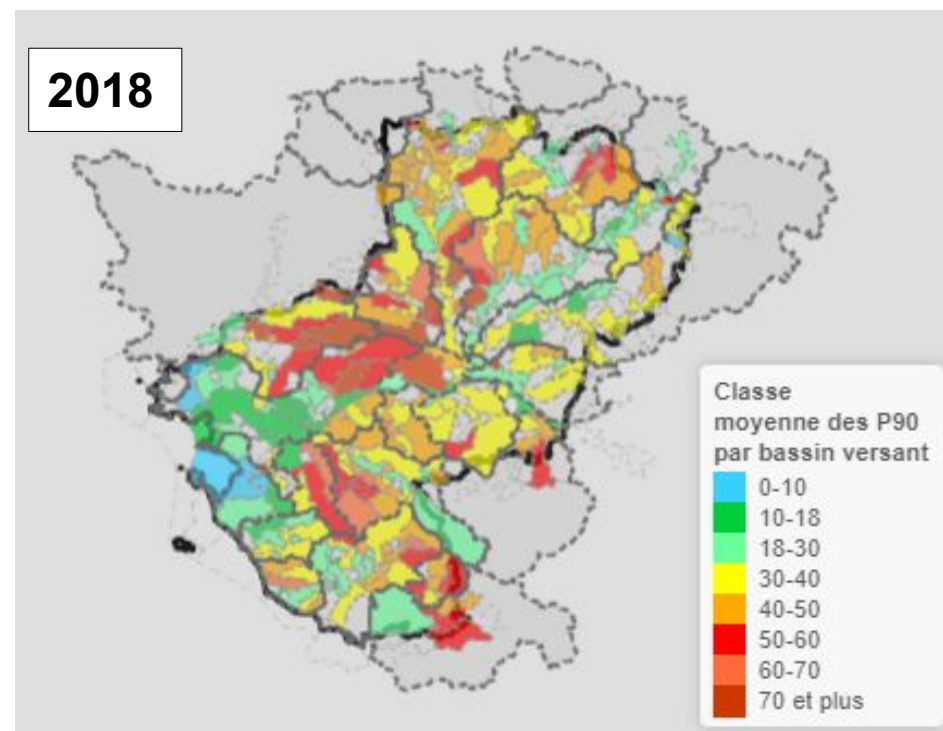 2018
Classe
moyenne des P90
par bassin versant
0-10
10-18
18-30
30-40
40-50
50-60
60-70
70 et plus